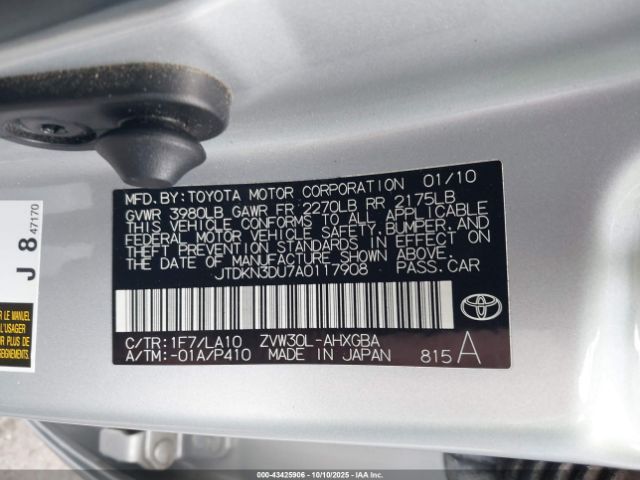 MFD. BY: TOYOTA MOTOR CORPORATION 01/10
GVWR 3980LB GAWR FR 2270LB RR 2175LB
THIS VEHICLE CONFORMS TO ALL APPLICABLE
FEDERAL MOTOR VEHICLE SAFETY, BUMPER, AND
THEFT PREVENTION STANDARDS IN EFFECT ON
THE DATE OF MANUFACTURE SHOWN ABOVE.
JTDKN3DU7A0117908 PASS. CAR
C/TR: 1F7/LA10 ZVW30L-AHXGBA
A/TM: -01A/P410 MADE IN JAPAN 815 A
J 8 47170
000-43425906 - 10/10/2025 - IAAI.COM